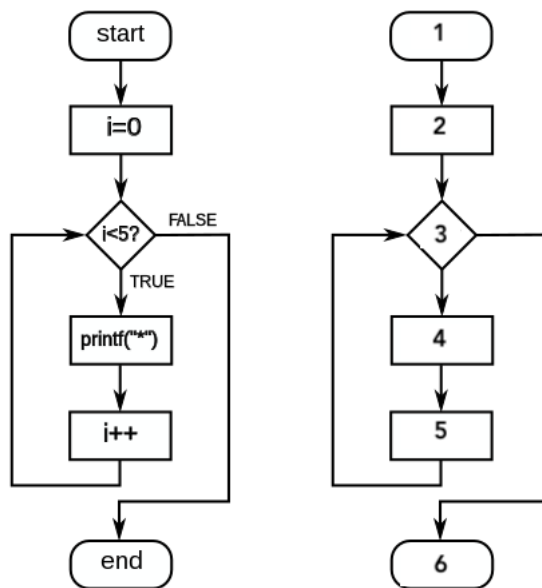 start
i=0
i<5?
FALSE
TRUE
printf("*")
i++
end
1
2
3
4
5
6